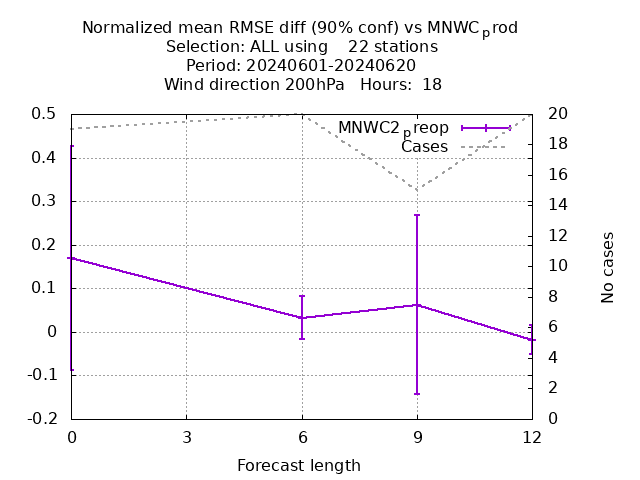 Normalized mean RMSE diff (90% conf) vs MNWC_prod
Selection: ALL using    22 stations
Period: 20240601-20240620
Wind direction 200hPa   Hours:  18
MNWC2_preop
Cases
0.5
0.4
0.3
0.2
0.1
0
-0.1
-0.2
20
18
16
14
12
10
8
6
4
2
0
No cases
0 3 6 9 12
Forecast length